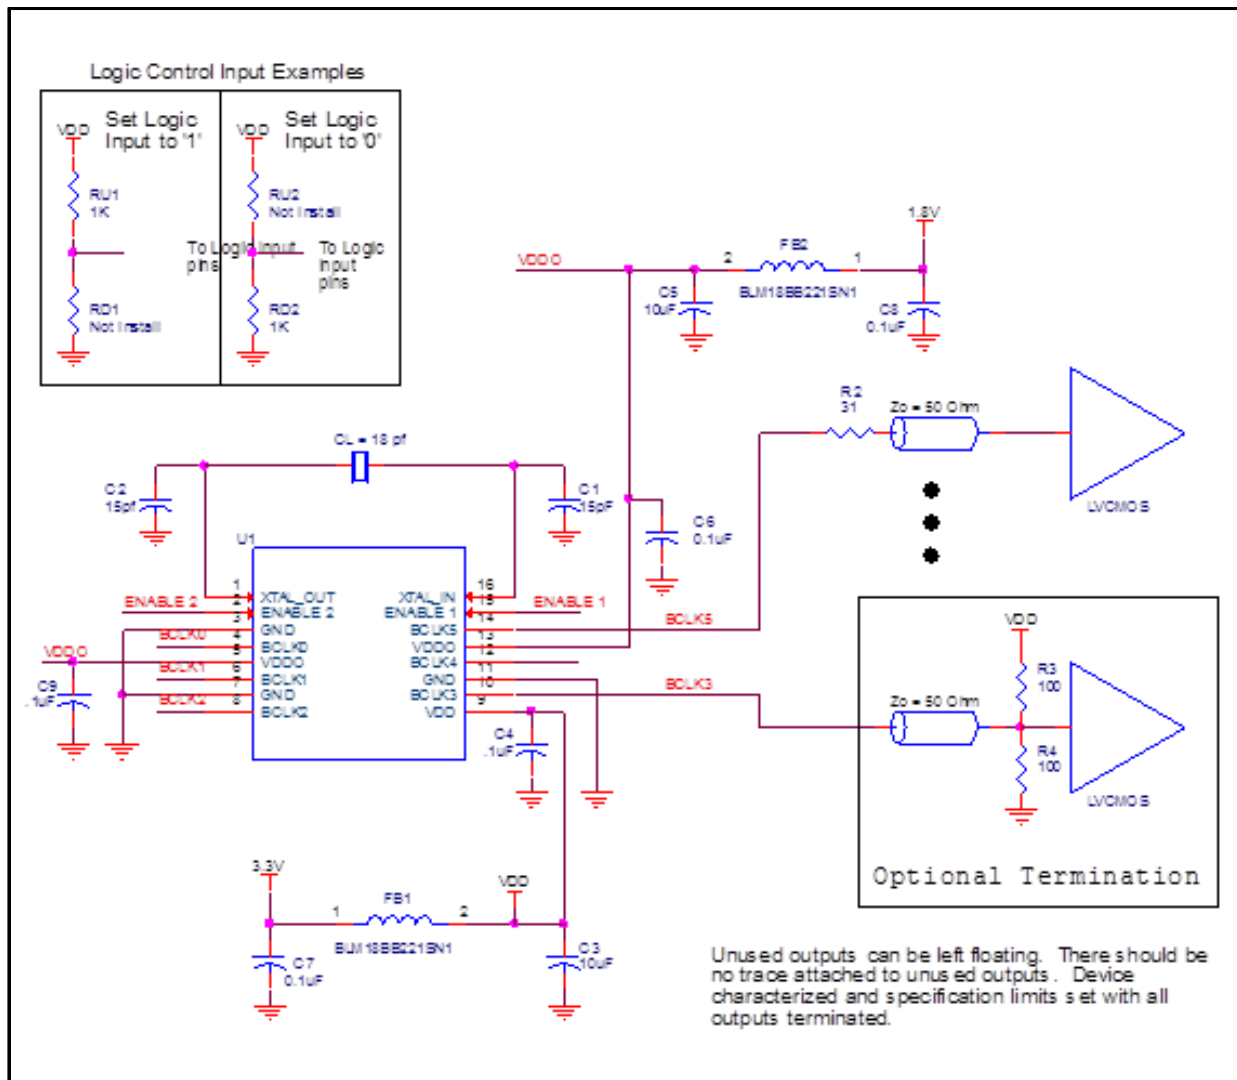 Logic Control Input Examples
Set Logic
Input to '1'
VDD
RU1
1K
To Logic Input
pins
RD1
Not Install
Set Logic
Input to '0'
VDD
RU2
Not Install
To Logic
Input
pins
RD2
1K
1.8V
VDDO
2
FB2
1
BLM18BB221SN1
C5
10uF
C8
0.1uF
R2
31
Zo = 50 Ohm
LVCMOS
CL = 18 pf
C2
15pf
C1
15pF
C6
0.1uF
U1
1
XTAL_OUT
2
ENABLE 2
ENABLE 2
3
GND
4
BCLK0
BCLK0
5
VDDO
VDDO
6
BCLK1
BCLK1
7
GND
8
BCLK2
BCLK2
16
XTAL_IN
15
ENABLE 1
ENABLE 1
14
BCLK5
BCLK5
13
VDDO
12
BCLK4
11
GND
10
BCLK3
BCLK3
9
VDD
C9
.1uF
C4
.1uF
VDD
R3
100
Zo = 50 Ohm
R4
100
LVCMOS
Optional Termination
3.3V
1
FB1
2
VDD
BLM18BB221SN1
C7
0.1uF
C3
10uF
Unused outputs can be left floating. There should be
no trace attached to unused outputs. Device
characterized and specification limits set with all
outputs terminated.